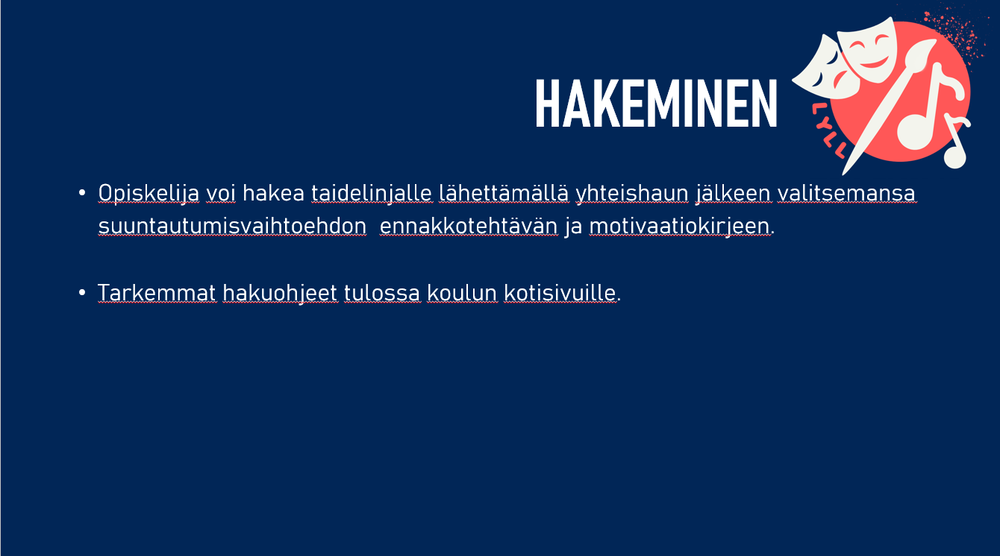 HAKEMINEN
LYLL
• Opiskelija voi hakea taidelinjalle lähettämällä yhteishaun jälkeen valitsemansa
suuntautumisvaihtoehdon  ennakkotehtävän ja motivaatiokirjeen.
• Tarkemmat hakuohjeet tulossa koulun kotisivuille.